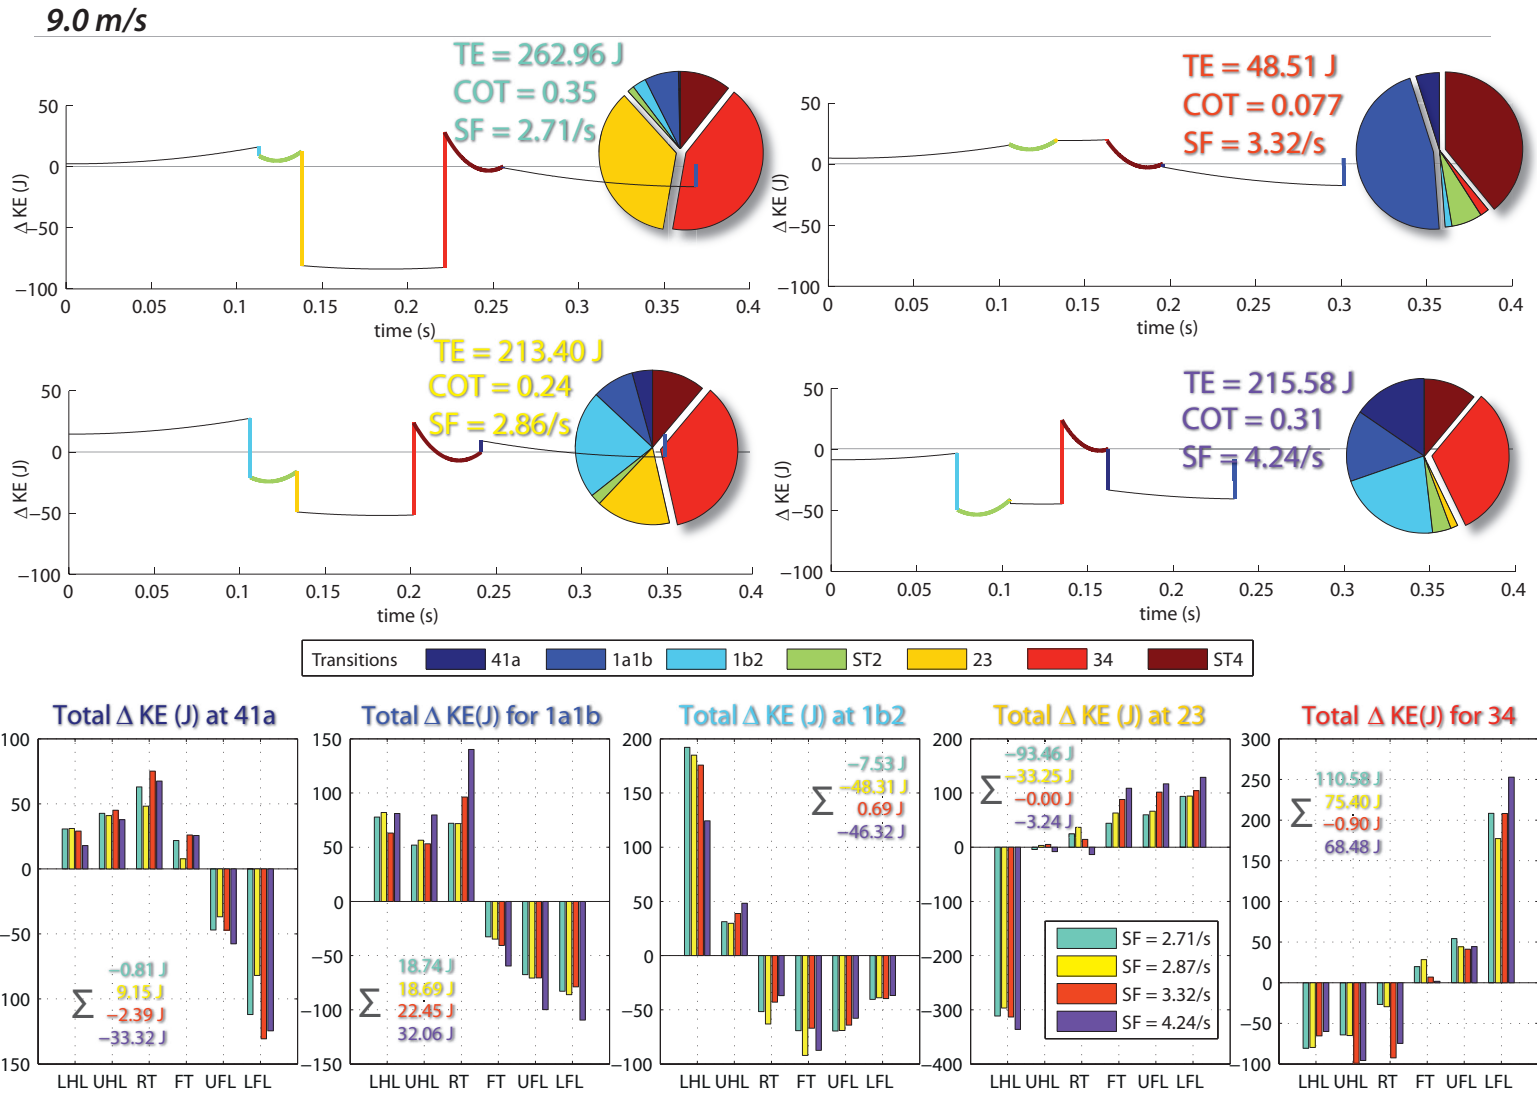 9.0 m/s
TE = 262.96 J
COT = 0.35
SF = 2.71/s
50
0
−50
−100
Δ KE (J)
0 0.05 0.1 0.15 0.2 0.25 0.3 0.35 0.4
time (s)
TE = 48.51 J
COT = 0.077
SF = 3.32/s
50
0
−50
−100
Δ KE (J)
0 0.05 0.1 0.15 0.2 0.25 0.3 0.35 0.4
time (s)
TE = 213.40 J
COT = 0.24
SF = 2.86/s
50
0
−50
−100
Δ KE (J)
0 0.05 0.1 0.15 0.2 0.25 0.3 0.35 0.4
time (s)
TE = 215.58 J
COT = 0.31
SF = 4.24/s
50
0
−50
−100
Δ KE (J)
0 0.05 0.1 0.15 0.2 0.25 0.3 0.35 0.4
time (s)
Transitions 41a 1a1b 1b2 ST2 23 34 ST4
Total Δ KE (J) at 41a
100
50
0
−50
100
150
∑
−0.81 J
9.15 J
−2.39 J
−33.32 J
LHL UHL RT FT UFL LFL
Total Δ KE(J) for 1a1b
150
100
50
0
−50
−100
−150
∑
18.74 J
18.69 J
22.45 J
32.06 J
LHL UHL RT FT UFL LFL
Total Δ KE (J) at 1b2
200
150
100
50
0
−50
−100
∑
−7.53 J
−48.31 J
0.69 J
−46.32 J
LHL UHL RT FT UFL LFL
Total Δ KE (J) at 23
200
100
0
−100
−200
−300
−400
∑
−93.46 J
−33.25 J
−0.00 J
−3.24 J
SF = 2.71/s
SF = 2.87/s
SF = 3.32/s
SF = 4.24/s
LHL UHL RT FT UFL LFL
Total Δ KE(J) for 34
300
250
200
150
100
50
0
−50
−100
∑
110.58 J
75.40 J
−0.90 J
68.48 J
LHL UHL RT FT UFL LFL